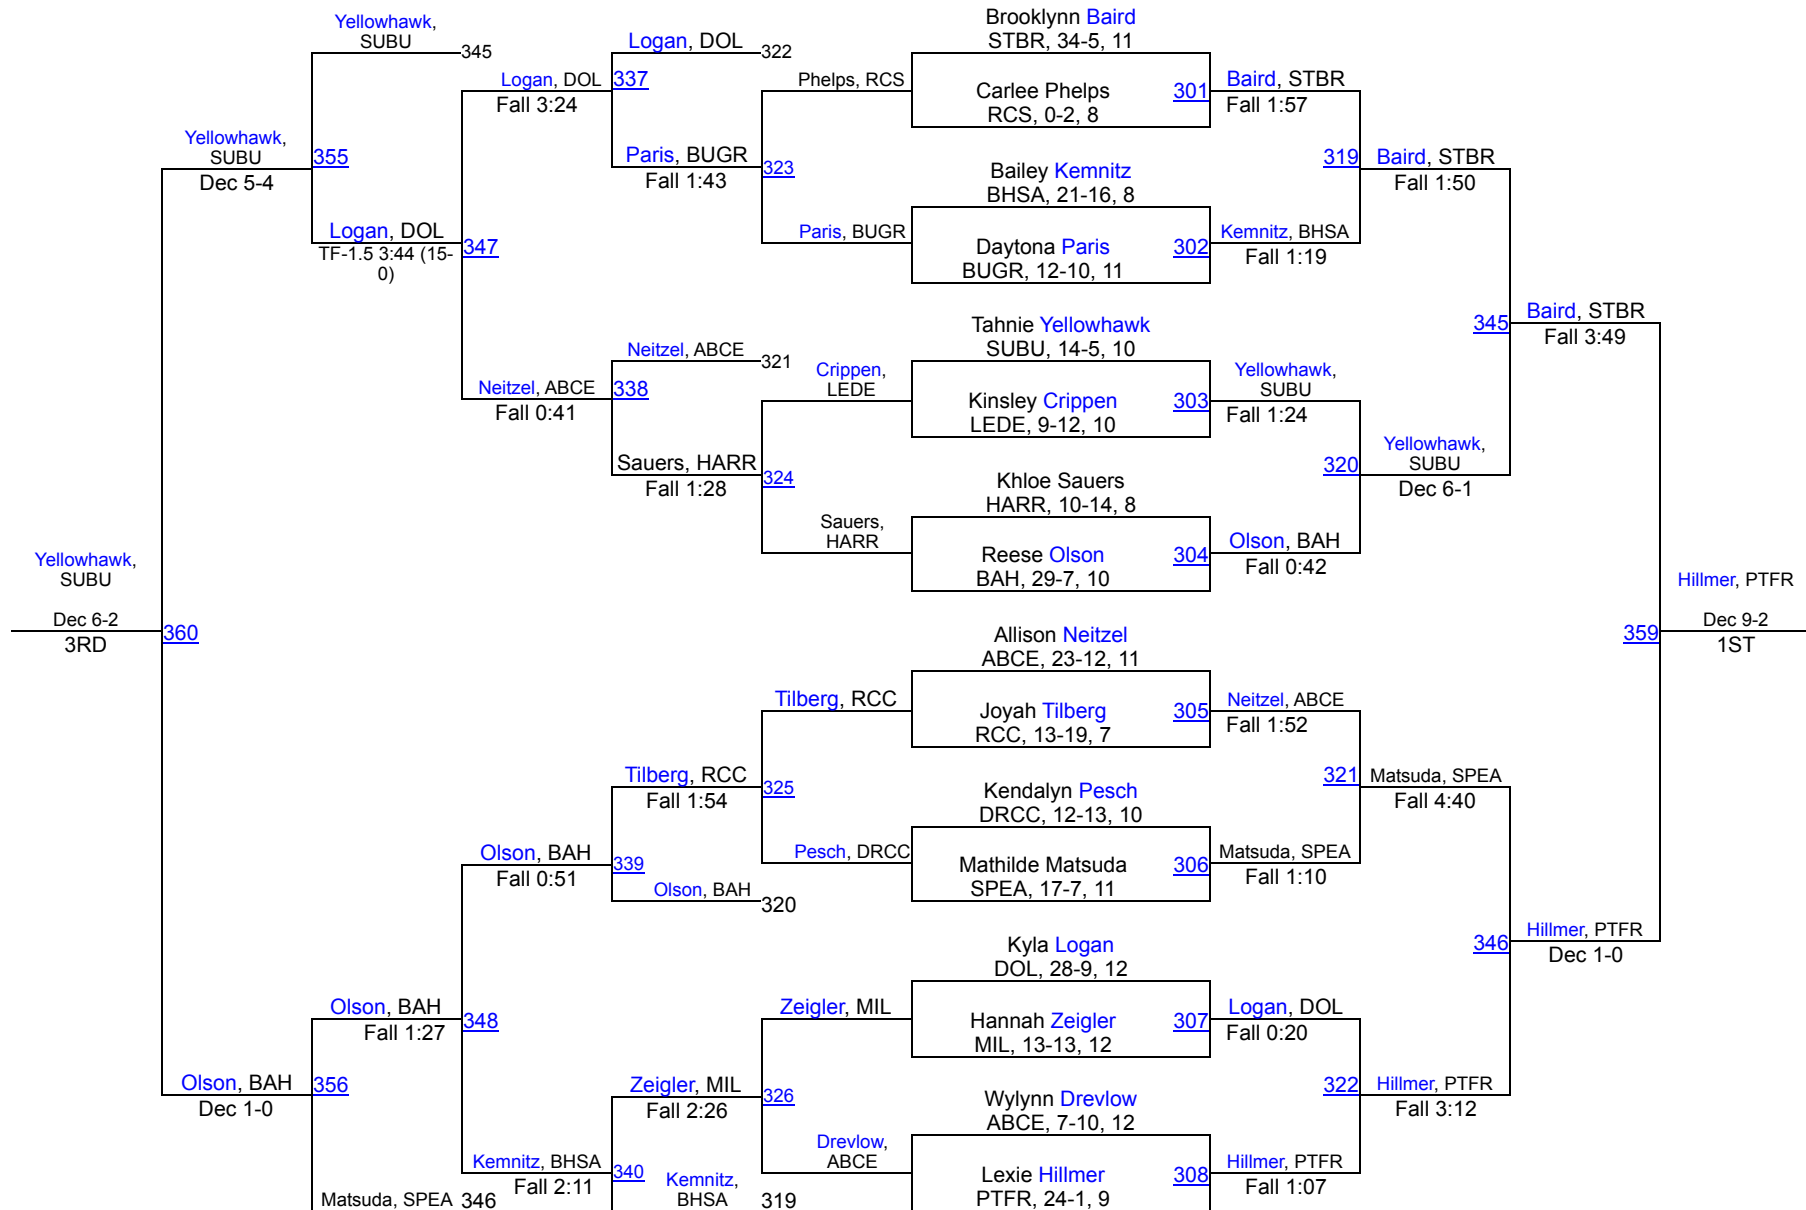 Brooklynn Baird
STBR, 34-5, 11
Yellowhawk,
SUBU
345
Logan, DOL
322
Logan, DOL
337
Fall 3:24
Phelps, RCS
Carlee Phelps
RCS, 0-2, 8
301
Baird, STBR
Fall 1:57
Yellowhawk,
SUBU
355
Dec 5-4
Paris, BUGR
323
Fall 1:43
Bailey Kemnitz
BHSA, 21-16, 8
319
Baird, STBR
Fall 1:50
Logan, DOL
347
TF-1.5 3:44 (15-
0)
Paris, BUGR
Daytona Paris
BUGR, 12-10, 11
302
Kemnitz, BHSA
Fall 1:19
Tahnie Yellowhawk
SUBU, 14-5, 10
345
Baird, STBR
Fall 3:49
Neitzel, ABCE
321
Neitzel, ABCE
338
Fall 0:41
Crippen,
LEDE
Kinsley Crippen
LEDE, 9-12, 10
303
Yellowhawk,
SUBU
Fall 1:24
Sauers, HARR
324
Fall 1:28
Khloe Sauers
HARR, 10-14, 8
320
Yellowhawk,
SUBU
Dec 6-1
Sauers,
HARR
Reese Olson
BAH, 29-7, 10
304
Olson, BAH
Fall 0:42
Yellowhawk,
SUBU
Dec 6-2
3RD
360
Allison Neitzel
ABCE, 23-12, 11
359
Hillmer, PTFR
Dec 9-2
1ST
Tilberg, RCC
Joyah Tilberg
RCC, 13-19, 7
305
Neitzel, ABCE
Fall 1:52
Tilberg, RCC
325
Fall 1:54
Kendalyn Pesch
DRCC, 12-13, 10
321
Matsuda, SPEA
Fall 4:40
Olson, BAH
339
Fall 0:51
Olson, BAH
320
Pesch, DRCC
Mathilde Matsuda
SPEA, 17-7, 11
306
Matsuda, SPEA
Fall 1:10
Kyla Logan
DOL, 28-9, 12
346
Hillmer, PTFR
Dec 1-0
Olson, BAH
348
Fall 1:27
Zeigler, MIL
Hannah Zeigler
MIL, 13-13, 12
307
Logan, DOL
Fall 0:20
Olson, BAH
356
Dec 1-0
Zeigler, MIL
326
Fall 2:26
Wylynn Drevlow
ABCE, 7-10, 12
322
Hillmer, PTFR
Fall 3:12
Kemnitz, BHSA
340
Fall 2:11
Drevlow,
ABCE
Lexie Hillmer
PTFR, 24-1, 9
308
Hillmer, PTFR
Fall 1:07
Matsuda, SPEA
346
Kemnitz,
BHSA
319